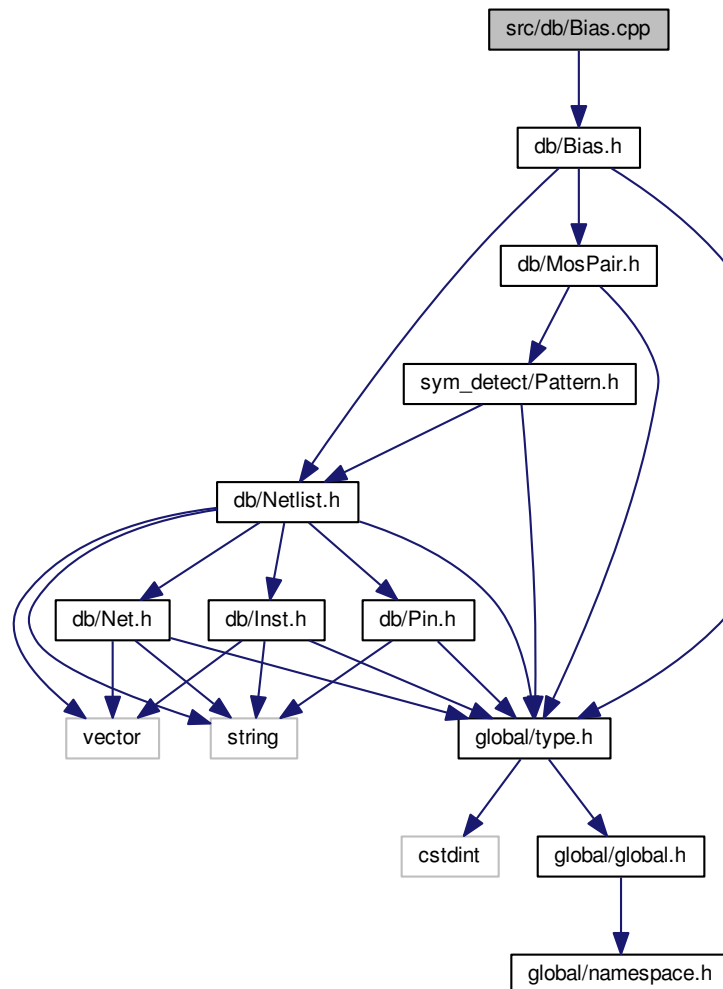 src/db/Bias.cpp
db/Bias.h
db/MosPair.h
sym_detect/Pattern.h
db/Netlist.h
db/Net.h
db/Inst.h
db/Pin.h
vector
string
global/type.h
cstdint
global/global.h
global/namespace.h